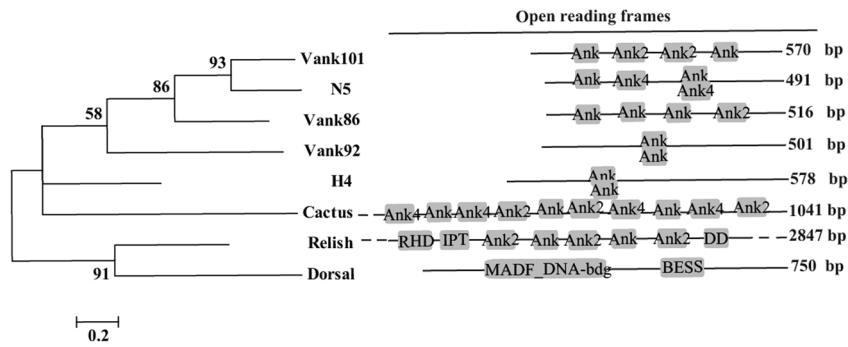 Open reading frames
93 Vank101 Ank Ank2 Ank2 Ank 570 bp
86 N5 Ank Ank4 Ank Ank4 491 bp
58 Vank86 Ank Ank Ank Ank2 516 bp
Vank92 Ank Ank 501 bp
H4 Ank Ank 578 bp
Cactus Ank4 Ank Ank4 Ank2 Ank Ank2 Ank4 Ank Ank4 Ank2 1041 bp
Relish RHD IPT Ank2 Ank Ank2 Ank Ank2 DD 2847 bp
91 Dorsal MADF_DNA-bdg BESS 750 bp
0.2